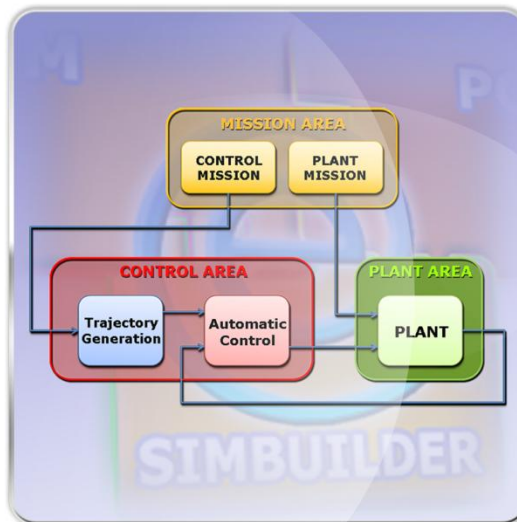 MISSION AREA
CONTROL
MISSION
PLANT
MISSION
CONTROL AREA
PLANT AREA
Trajectory
Generation
Automatic
Control
PLANT
SIMBUILDER